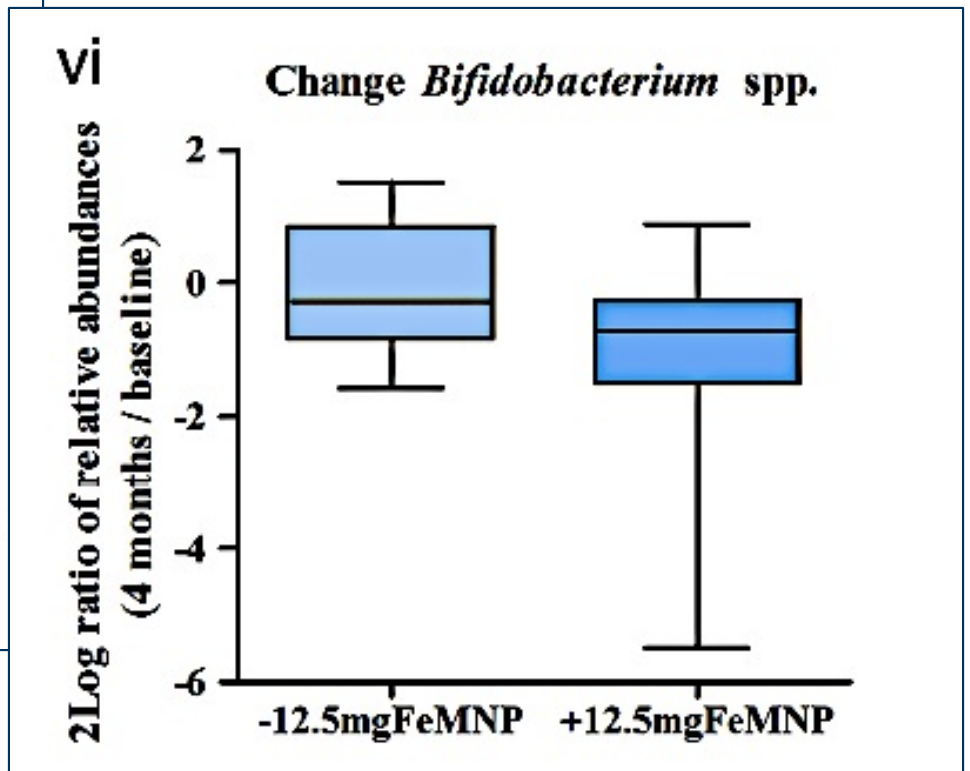 vi
Change Bifidobacterium spp.
2Log ratio of relative abundances
(4 months / baseline)
2
0
-2
-4
-6
-12.5mgFeMNP
+12.5mgFeMNP